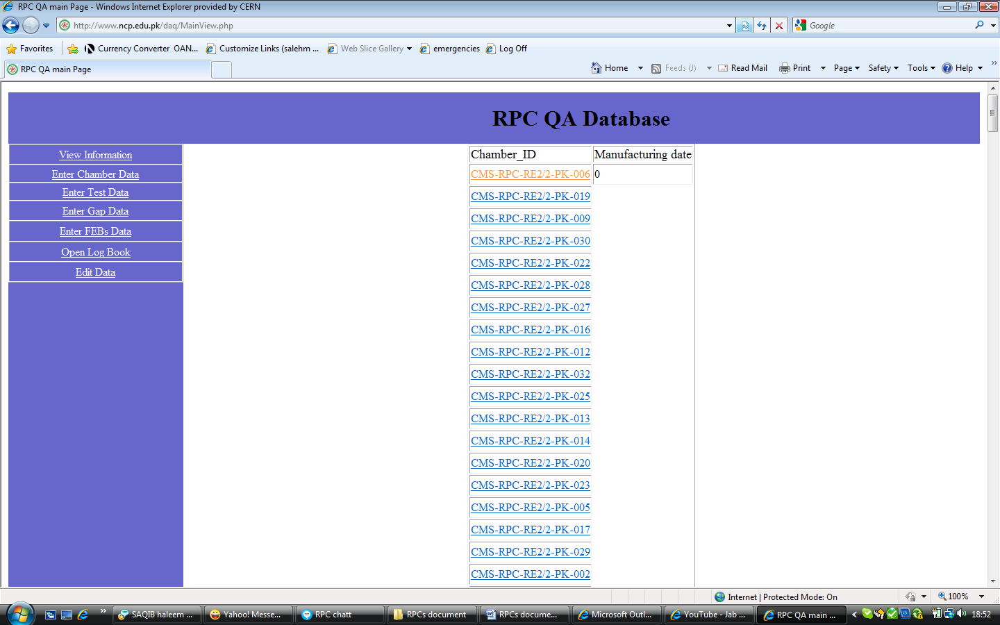 RPC QA main Page - Windows Internet Explorer provided by CERN
http://www.ncp.edu.pk/daq/MainView.php
Google
Favorites
Currency Converter OAN...
Customize Links (salehm ...
Web Slice Gallery
emergencies
Log Off
RPC QA main Page
Home
Feeds (J)
Read Mail
Print
Page
Safety
Tools
Help
RPC QA Database
View Information
Enter Chamber Data
Enter Test Data
Enter Gap Data
Enter FEBs Data
Open Log Book
Edit Data
Chamber_ID Manufacturing date
CMS-RPC-RE2/2-PK-006 0
CMS-RPC-RE2/2-PK-019
CMS-RPC-RE2/2-PK-009
CMS-RPC-RE2/2-PK-030
CMS-RPC-RE2/2-PK-022
CMS-RPC-RE2/2-PK-028
CMS-RPC-RE2/2-PK-027
CMS-RPC-RE2/2-PK-016
CMS-RPC-RE2/2-PK-012
CMS-RPC-RE2/2-PK-032
CMS-RPC-RE2/2-PK-025
CMS-RPC-RE2/2-PK-013
CMS-RPC-RE2/2-PK-014
CMS-RPC-RE2/2-PK-020
CMS-RPC-RE2/2-PK-023
CMS-RPC-RE2/2-PK-005
CMS-RPC-RE2/2-PK-017
CMS-RPC-RE2/2-PK-029
CMS-RPC-RE2/2-PK-002
Internet | Protected Mode: On
100%
SAQIB haleem ...
Yahoo! Messe...
RPC chatt
RPCs document
RPCs docume...
Microsoft Outl...
YouTube - Jab ...
RPC QA main ...
18:52